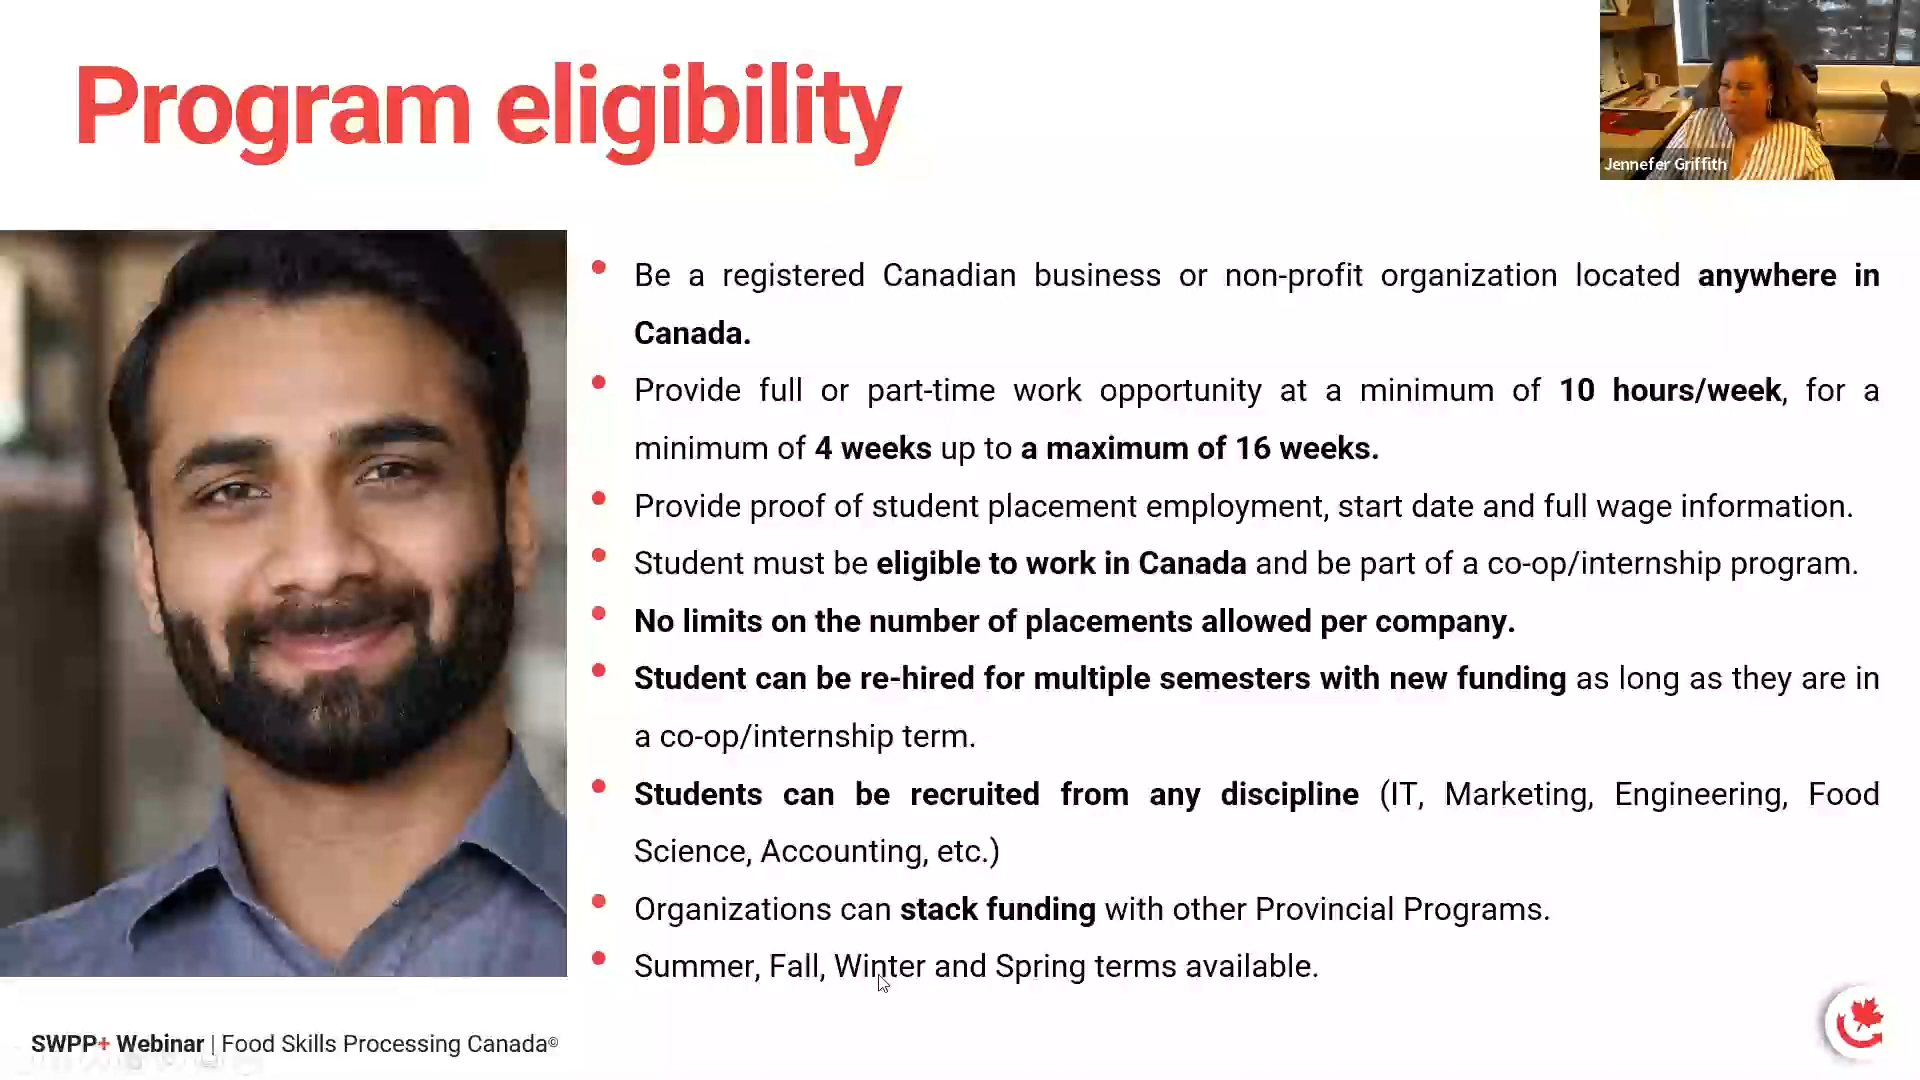 Program eligibility
Jennefer Griffith
Be a registered Canadian business or non-profit organization located anywhere in
Canada.
Provide full or part-time work opportunity at a minimum of 10 hours/week, for a
minimum of 4 weeks up to a maximum of 16 weeks.
Provide proof of student placement employment, start date and full wage information.
Student must be eligible to work in Canada and be part of a co-op/internship program.
No limits on the number of placements allowed per company.
Student can be re-hired for multiple semesters with new funding as long as they are in
a co-op/internship term.
Students can be recruited from any discipline (IT, Marketing, Engineering, Food
Science, Accounting, etc.)
Organizations can stack funding with other Provincial Programs.
Summer, Fall, Winter and Spring terms available.
SWPP+ Webinar | Food Skills Processing Canada©